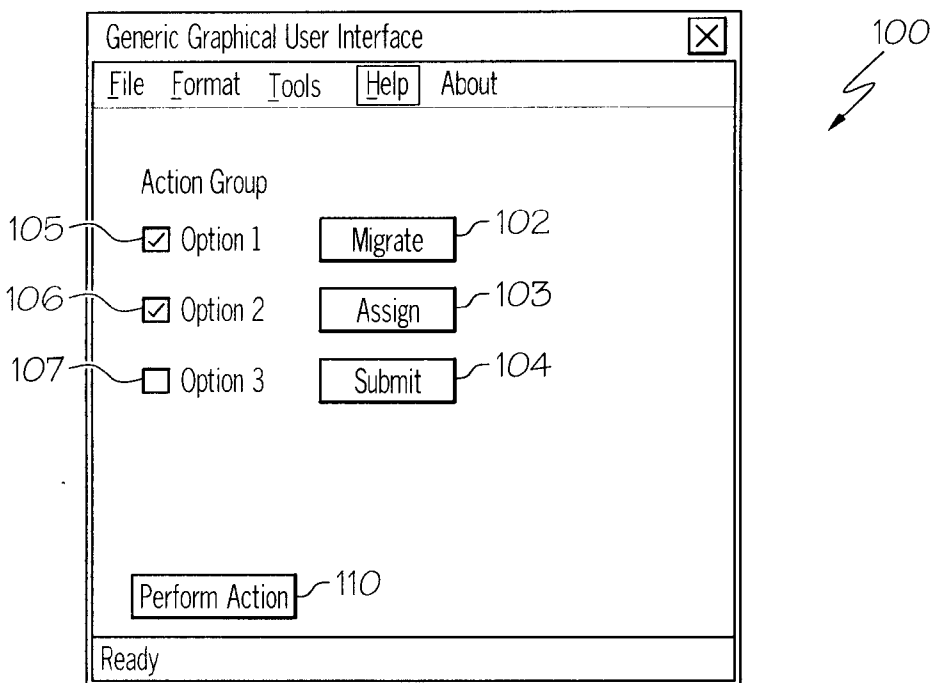 Generic Graphical User Interface
100
File Format Tools Help About
Action Group
105 Option 1 Migrate 102
106 Option 2 Assign 103
107 Option 3 Submit 104
Perform Action 110
Ready